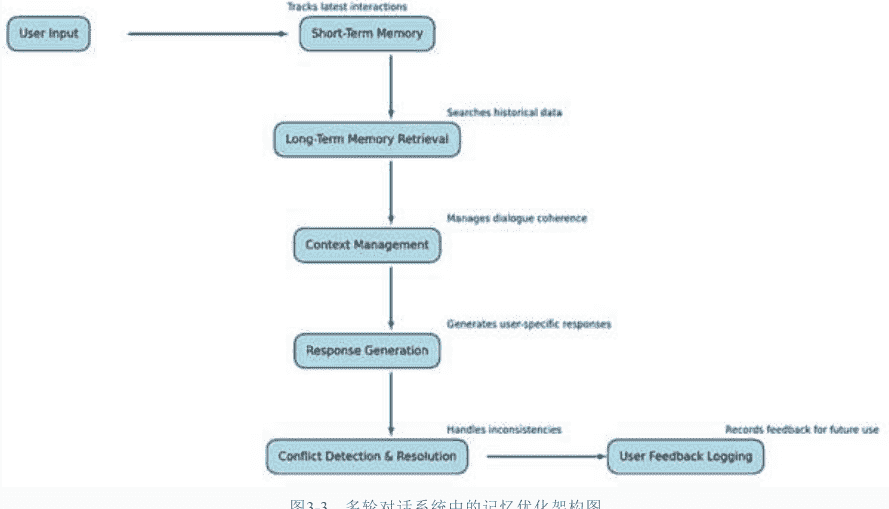 Tracks latest interactions
User Input
Short-Term Memory
Searches historical data
Long-Term Memory Retrieval
Manages dialogue coherence
Context Management
Generates user-specific responses
Response Generation
Handles inconsistencies
Records feedback for future use
Conflict Detection & Resolution
User Feedback Logging
图3-3 多轮对话系统中的记忆优化架构图